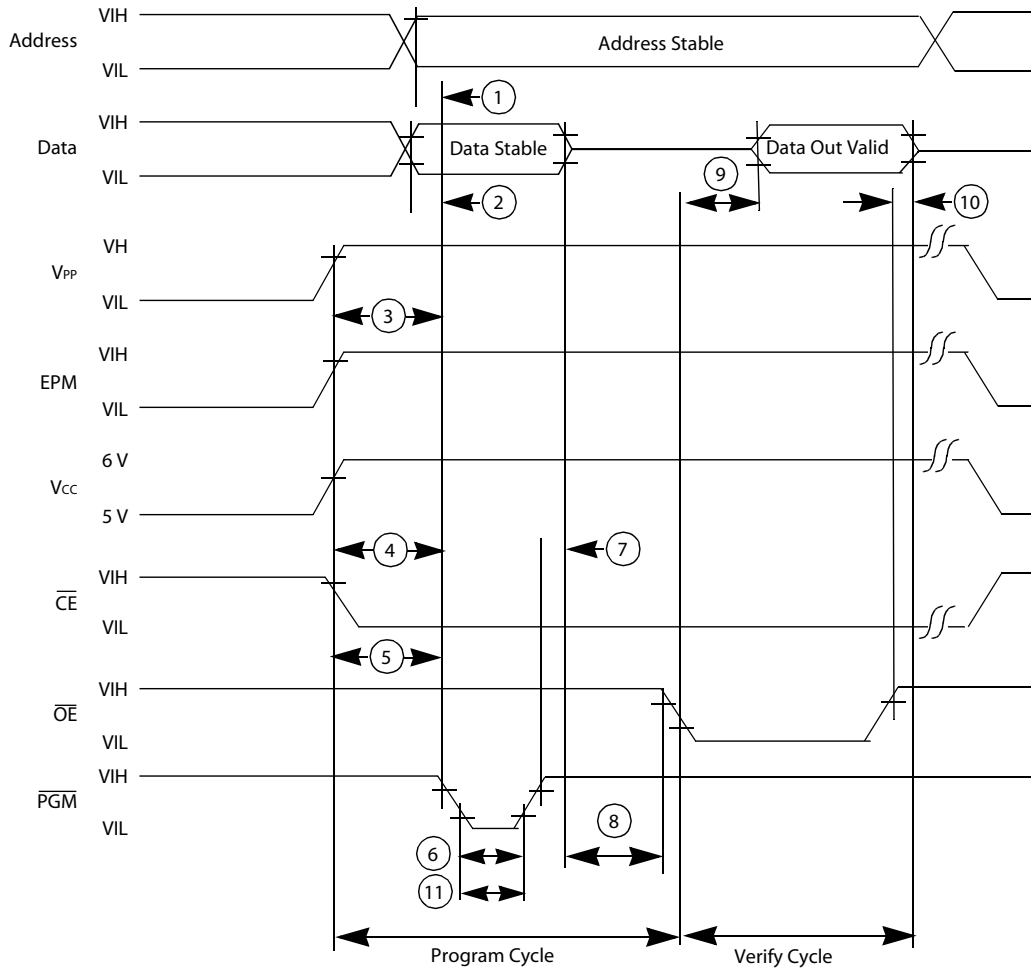 VIH
Address
Address Stable
VIL
1
VIH
Data
Data Stable
Data Out Valid
VIL
9
2
10
VH
VPP
VIL
3
VIH
EPM
VIL
6 V
VCC
5 V
4
7
VIH
CE
VIL
5
VIH
OE
VIL
VIH
PGM
VIL
8
6
11
Program Cycle
Verify Cycle